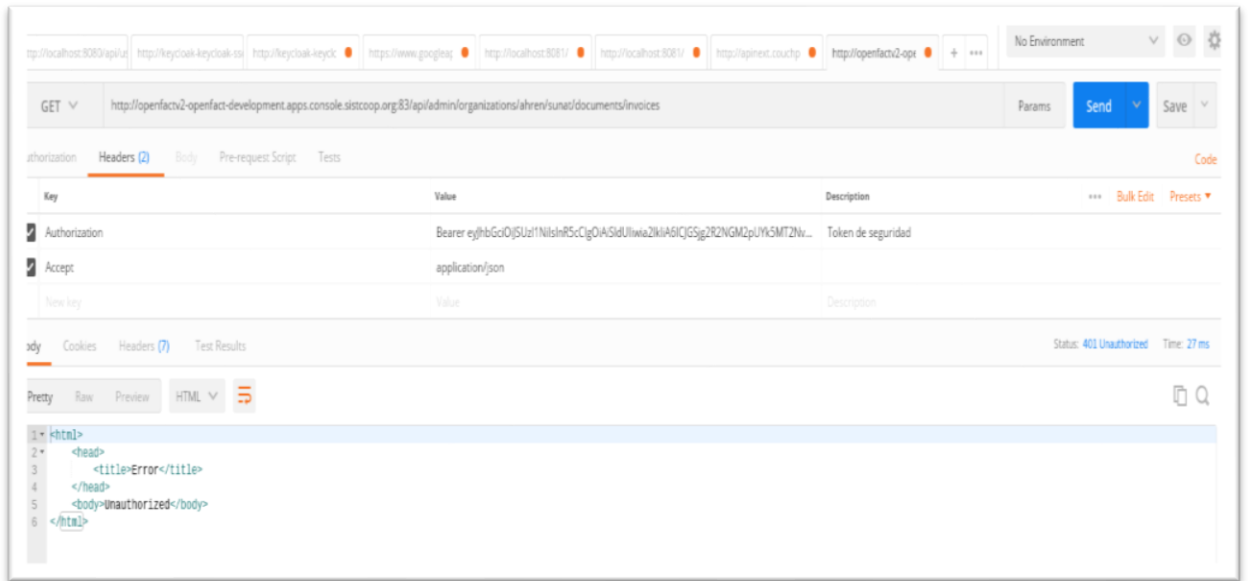 ttp://localhost:8080/api/us http://keycloak-keycloak-ss http://keycloak-keyclc https://www.googleap http://localhost:8081/ http://localhost:8081/ http://apinext.couchp http://openfactv2-ope + ••• No Environment
GET http://openfactv2-openfact-development.apps.console.sistcoop.org:83/api/admin/organizations/ahren/sunat/documents/invoices Params Send Save
uthorization Headers (2) Body Pre-request Script Tests Code
Key Value Description ••• Bulk Edit Presets
Authorization Token de seguridad
Bearer
Accept application/json
New key Value Description
ody Cookies Headers (7) Test Results Status: 401 Unauthorized Time: 27 ms
Pretty Raw Preview HTML
1 <html>
2 <head>
3 <title>Error</title>
4 </head>
5 <body>Unauthorized</body>
6 </html>